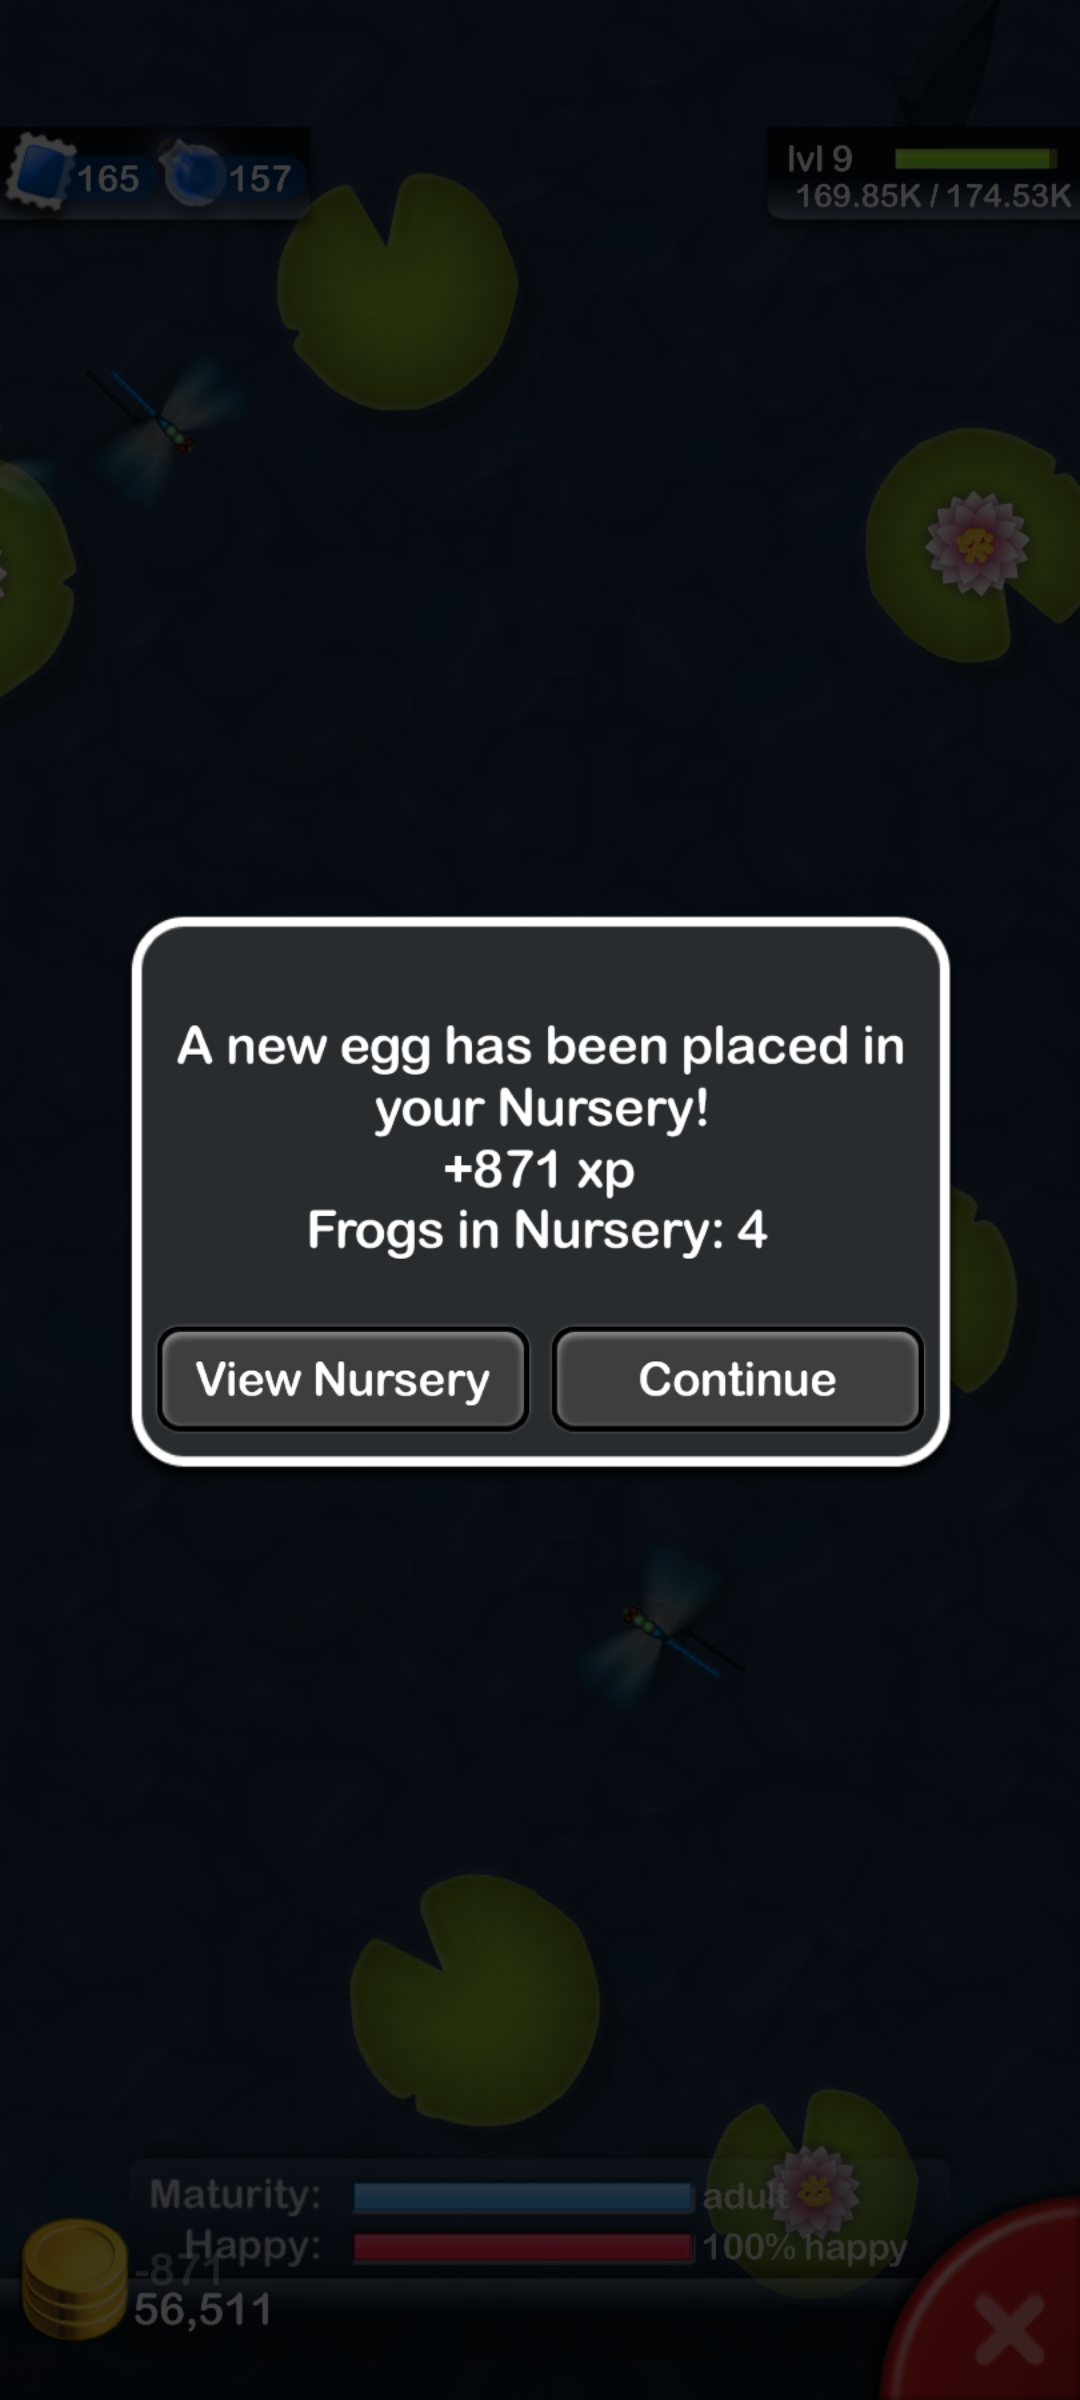 165
157
lvl 9
169.85K / 174.53K
A new egg has been placed in
your Nursery!
+871 xp
Frogs in Nursery: 4
View Nursery
Continue
Maturity:
adult
Happy:
100% happy
-871
56,511